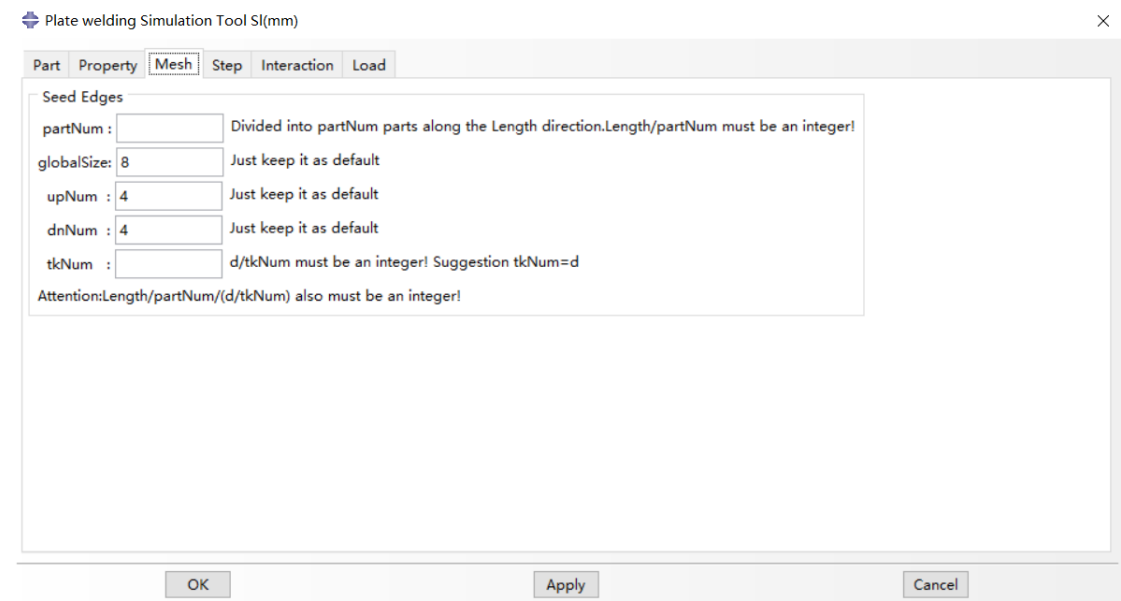 Plate welding Simulation Tool Sl(mm)
Part Property Mesh Step Interaction Load
Seed Edges
partNum : Divided into partNum parts along the Length direction.Length/partNum must be an integer!
globalSize: 8 Just keep it as default
upNum : 4 Just keep it as default
dnNum : 4 Just keep it as default
tkNum : d/tkNum must be an integer! Suggestion tkNum=d
Attention:Length/partNum/(d/tkNum) also must be an integer!
OK Apply Cancel